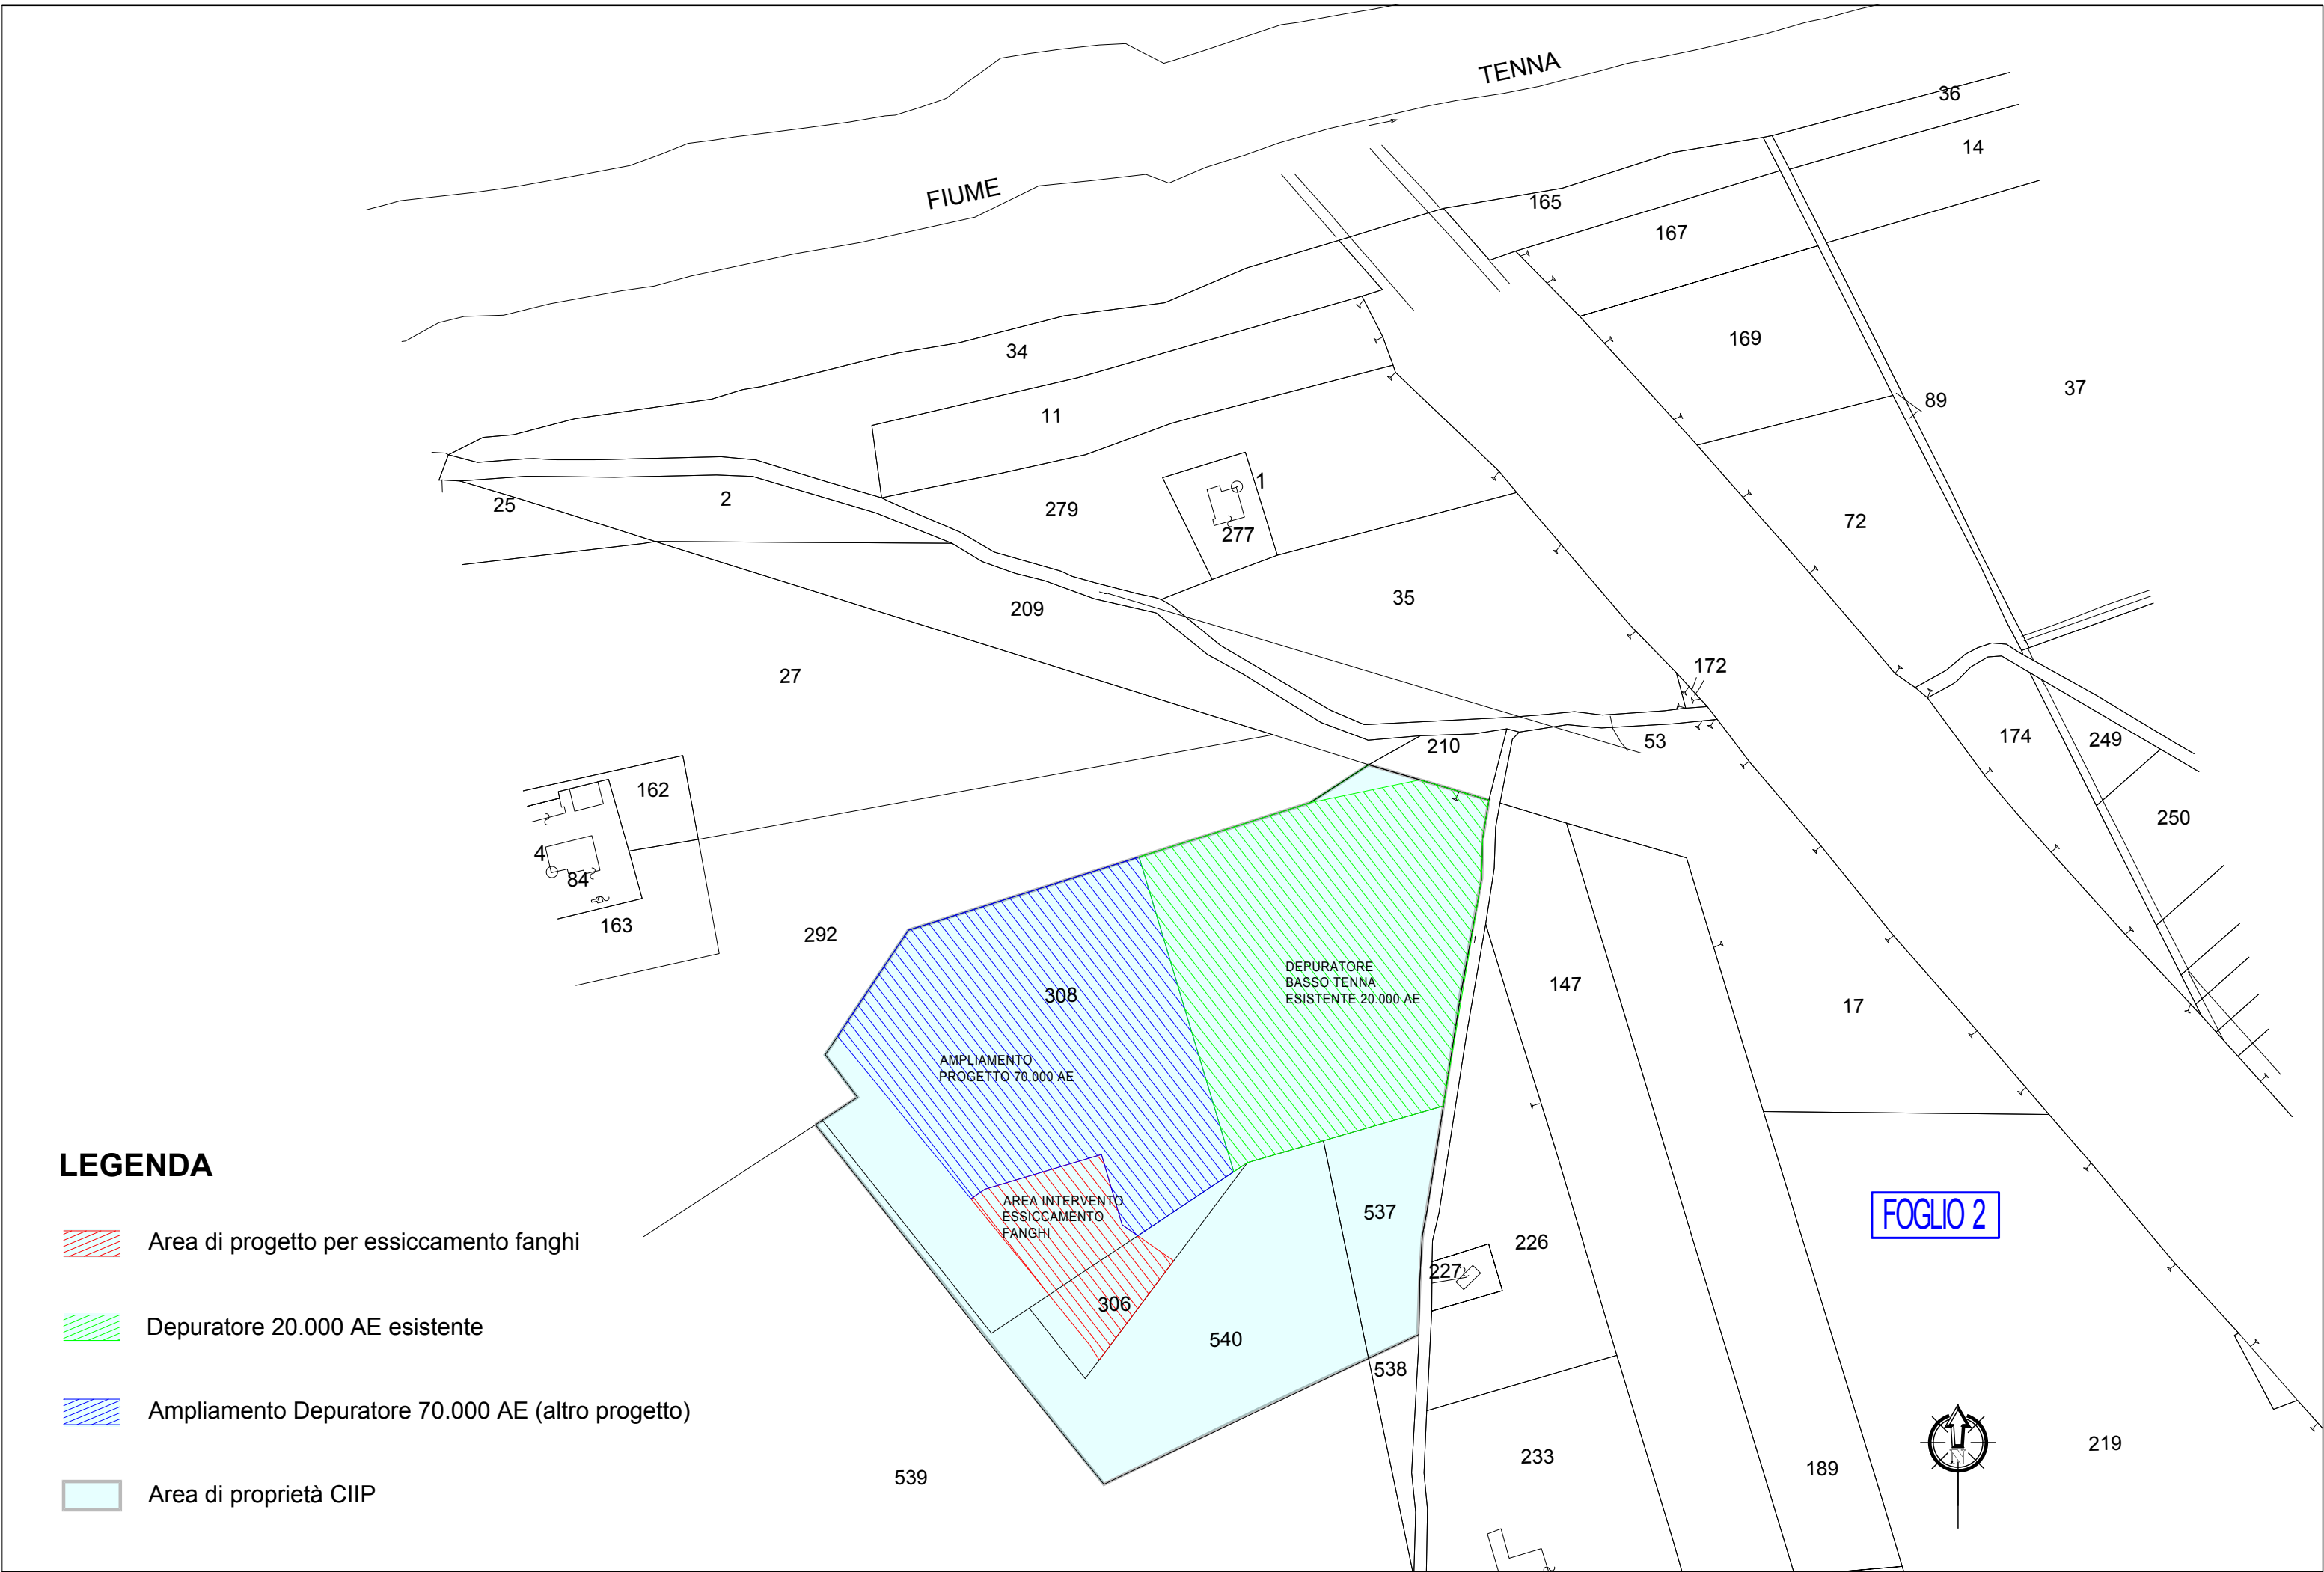 TENNA
36
14
FIUME
165
167
34
169
89
37
11
1
25
2
279
277
72
209
35
27
172
210
53
174
249
162
250
4
84
163
292
308
DEPURATORE
BASSO TENNA
ESISTENTE 20.000 AE
147
17
AMPLIAMENTO
PROGETTO 70.000 AE
AREA INTERVENTO
ESSICCAMENTO
FANGHI
537
226
227
FOGLIO 2
306
540
538
539
233
189
219
N
LEGENDA
Area di progetto per essiccamento fanghi
Depuratore 20.000 AE esistente
Ampliamento Depuratore 70.000 AE (altro progetto)
Area di proprietà CIIP